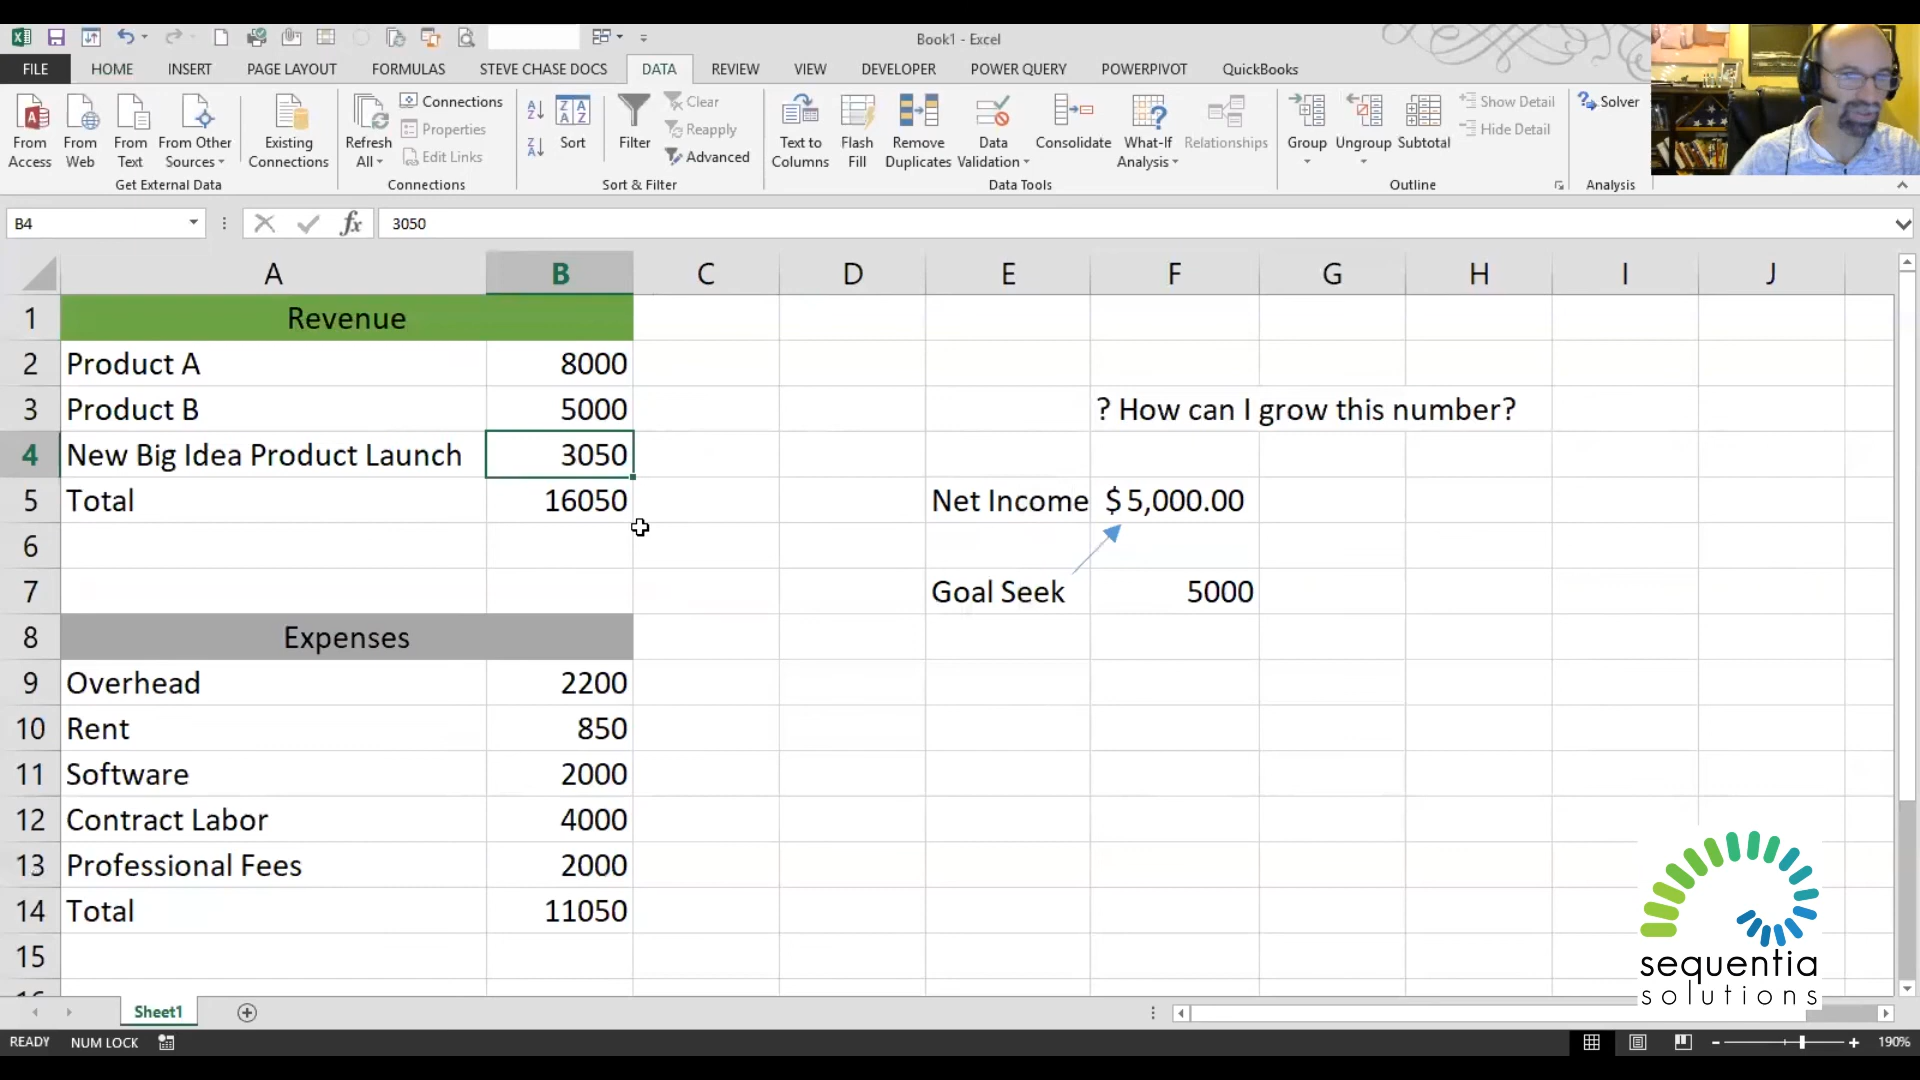 Book1 - Excel
FILE HOME INSERT PAGE LAYOUT FORMULAS STEVE CHASE DOCS DATA REVIEW VIEW DEVELOPER POWER QUERY POWERPIVOT QuickBooks
From Access
From Web
From Text
From Other Sources
Existing Connections
Get External Data
Refresh All
Connections
Properties
Edit Links
Connections
Sort
Filter
Clear
Reapply
Advanced
Sort & Filter
Text to Columns
Flash Fill
Remove Duplicates
Data Validation
Consolidate
What-If Analysis
Relationships
Data Tools
Group
Ungroup
Subtotal
Show Detail
Hide Detail
Outline
Solver
Analysis
B4 fx 3050
A B C D E F G H I J
1 Revenue
2 Product A 8000
3 Product B 5000 ? How can I grow this number?
4 New Big Idea Product Launch 3050
5 Total 16050 Net Income $ 5,000.00
6
7 Goal Seek 5000
8 Expenses
9 Overhead 2200
10 Rent 850
11 Software 2000
12 Contract Labor 4000
13 Professional Fees 2000
14 Total 11050
15
sequentia
solutions
Sheet1
READY NUM LOCK 190%